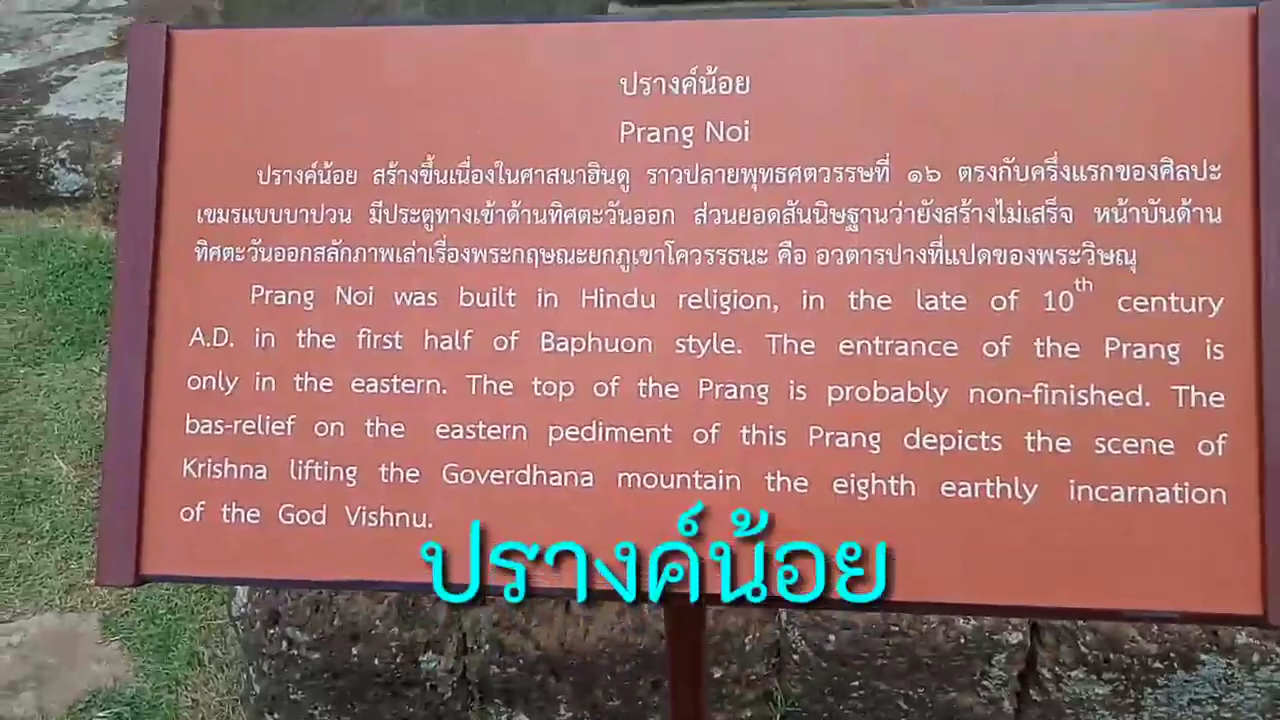 ปรางค์น้อย
Prang Noi
ปรางค์น้อย สร้างขึ้นเนื่องในศาสนาฮินดู ราวปลายพุทธศตวรรษที่ ๑๖ ตรงกับครึ่งแรกของศิลปะ
เขมรแบบบาปวน มีประตูทางเข้าด้านทิศตะวันออก ส่วนยอดสันนิษฐานว่ายังสร้างไม่เสร็จ หน้าบันด้าน
ทิศตะวันออกสลักภาพเล่าเรื่องพระกฤษณะยกภูเขาโควรรธนะ คือ อวตารปางที่แปดของพระวิษณุ
Prang Noi was built in Hindu religion, in the late of 10th century
A.D. in the first half of Baphuon style. The entrance of the Prang is
only in the eastern. The top of the Prang is probably non-finished. The
bas-relief on the eastern pediment of this Prang depicts the scene of
Krishna lifting the Goverdhana mountain the eighth earthly incarnation
of the God Vishnu.
ปรางค์น้อย